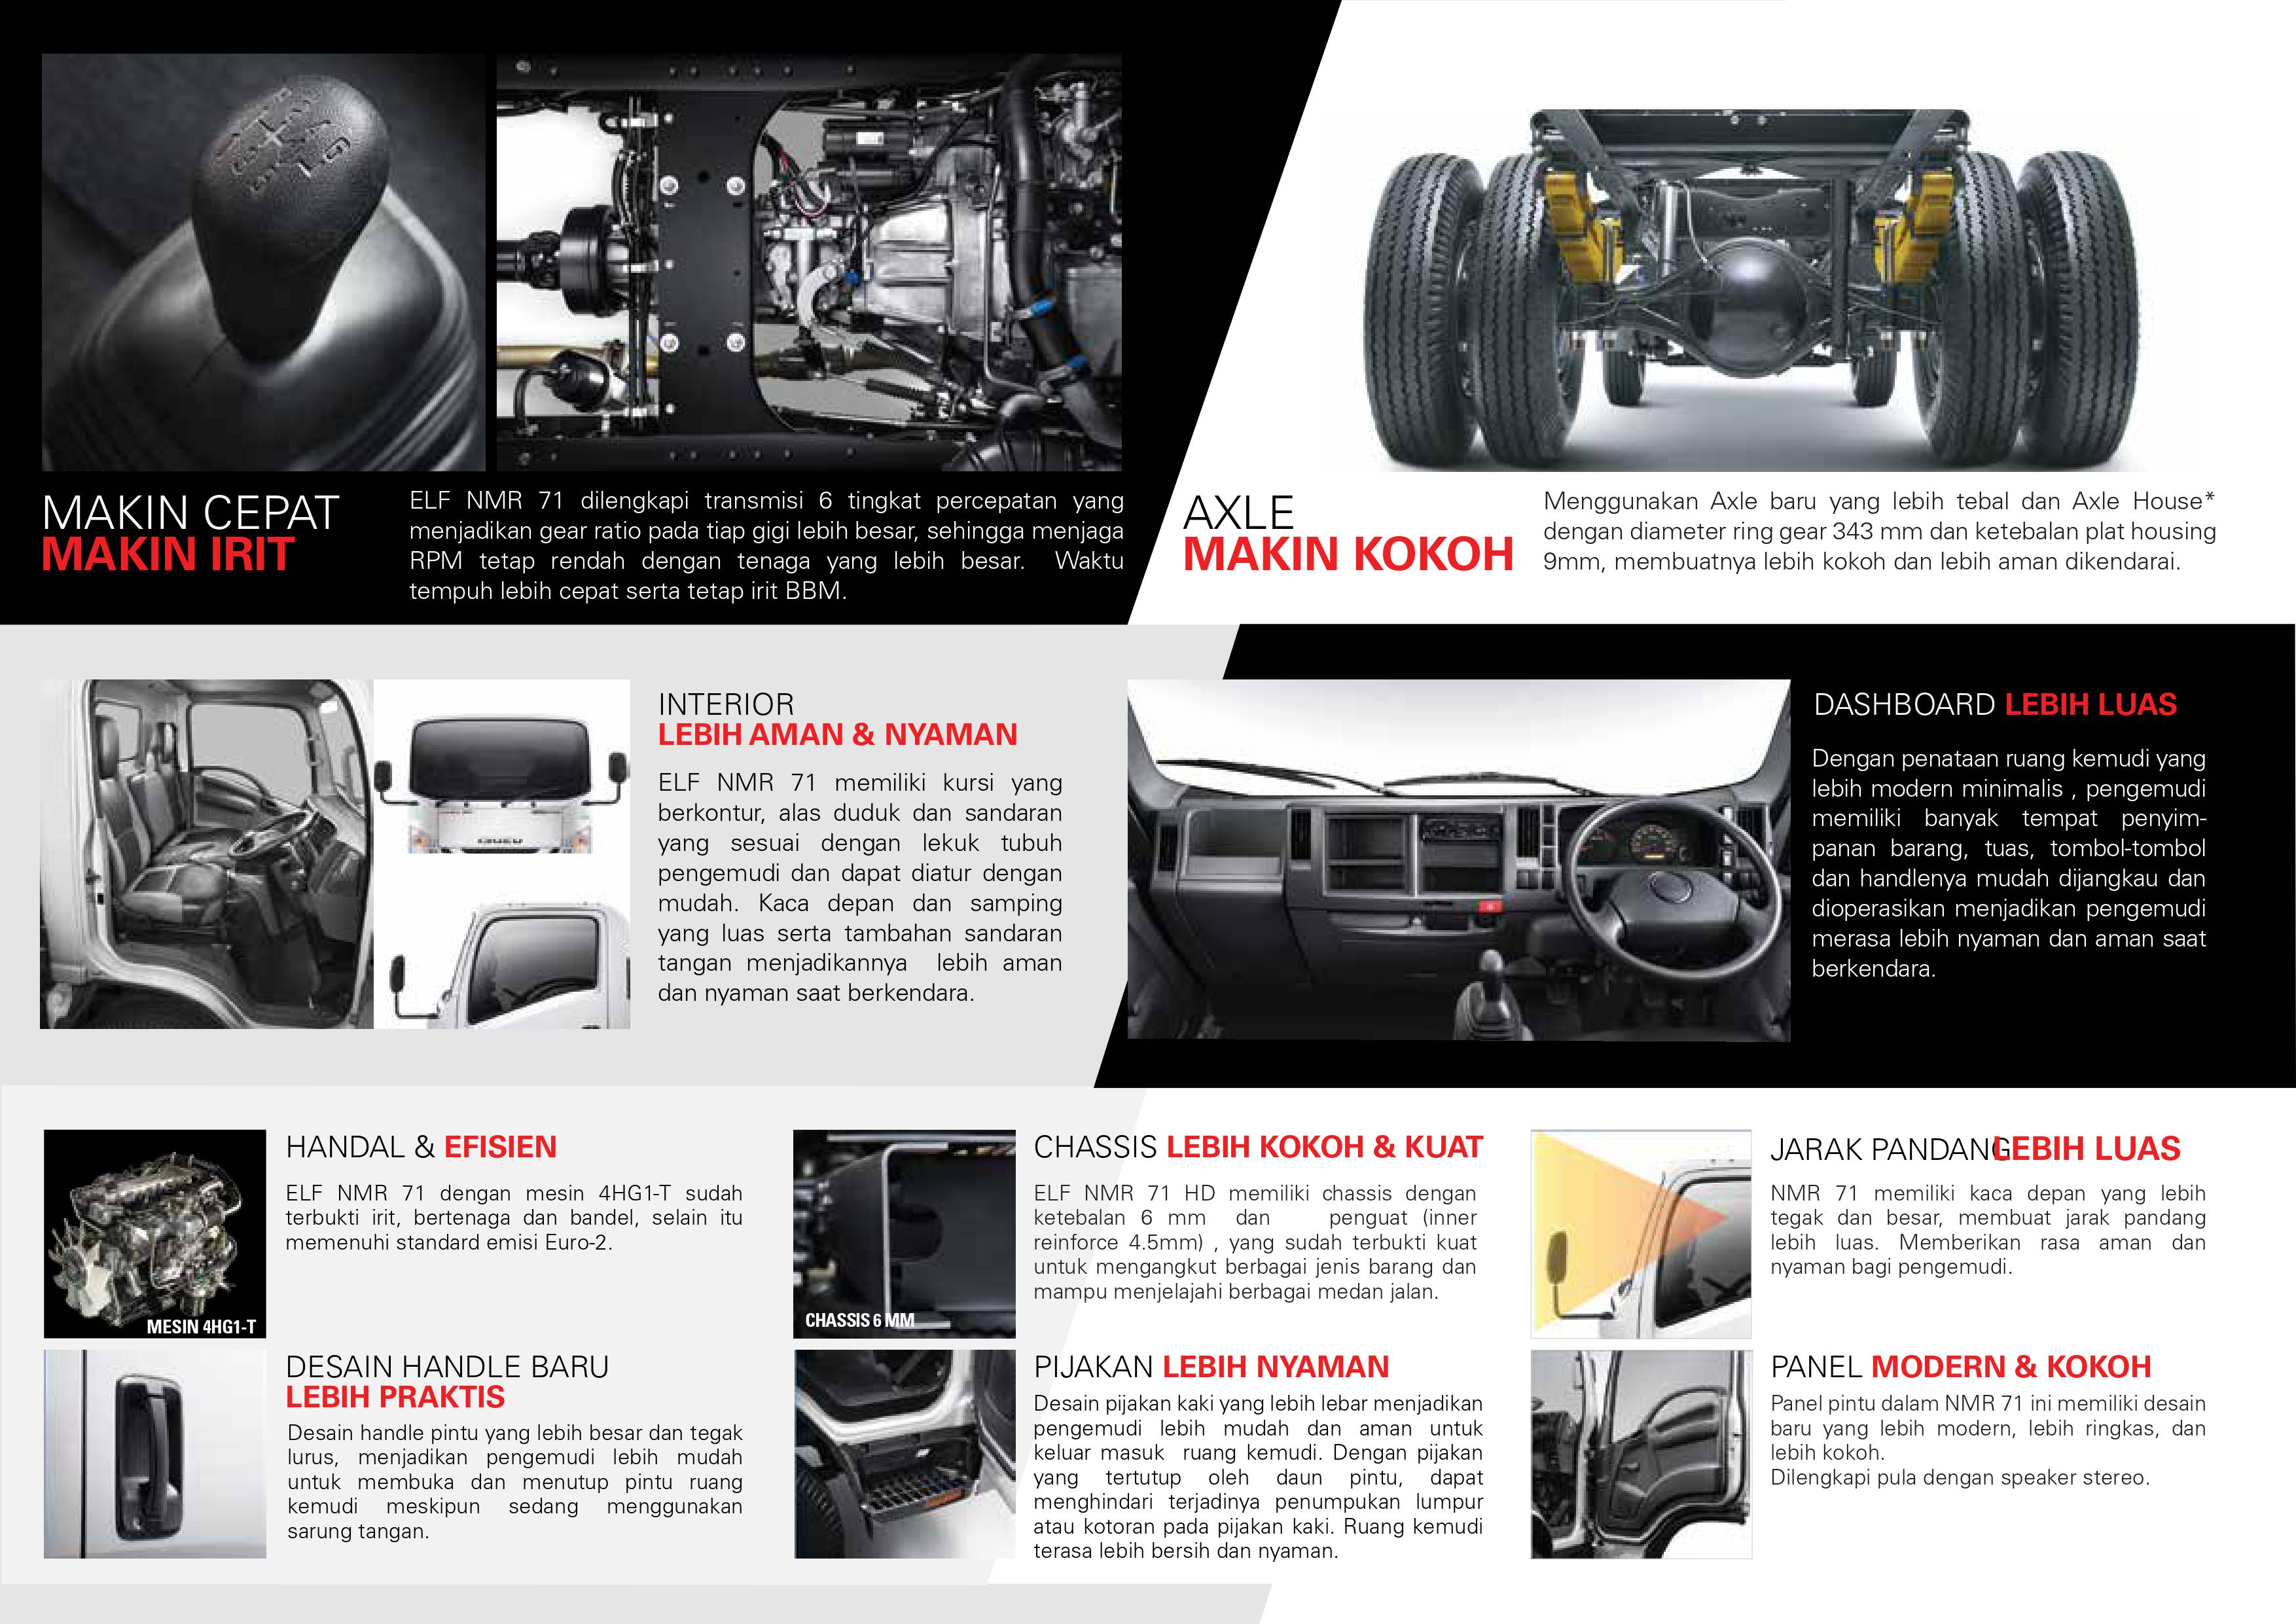 MAKIN CEPAT
MAKIN IRIT
ELF NMR 71 dilengkapi transmisi 6 tingkat percepatan yang
menjadikan gear ratio pada tiap gigi lebih besar, sehingga menjaga
RPM tetap rendah dengan tenaga yang lebih besar. Waktu
tempuh lebih cepat serta tetap irit BBM.
AXLE
MAKIN KOKOH
Menggunakan Axle baru yang lebih tebal dan Axle House*
dengan diameter ring gear 343 mm dan ketebalan plat housing
9mm, membuatnya lebih kokoh dan lebih aman dikendarai.
INTERIOR
LEBIH AMAN & NYAMAN
ELF NMR 71 memiliki kursi yang
berkontur, alas duduk dan sandaran
yang sesuai dengan lekuk tubuh
pengemudi dan dapat diatur dengan
mudah. Kaca depan dan samping
yang luas serta tambahan sandaran
tangan menjadikannya lebih aman
dan nyaman saat berkendara.
DASHBOARD LEBIH LUAS
Dengan penataan ruang kemudi yang
lebih modern minimalis , pengemudi
memiliki banyak tempat penyim-
panan barang, tuas, tombol-tombol
dan handlenya mudah dijangkau dan
dioperasikan menjadikan pengemudi
merasa lebih nyaman dan aman saat
berkendara.
MESIN 4HG1-T
HANDAL & EFISIEN
ELF NMR 71 dengan mesin 4HG1-T sudah
terbukti irit, bertenaga dan bandel, selain itu
memenuhi standard emisi Euro-2.
CHASSIS 6 MM
CHASSIS LEBIH KOKOH & KUAT
ELF NMR 71 HD memiliki chassis dengan
ketebalan 6 mm dan penguat (inner
reinforce 4.5mm) , yang sudah terbukti kuat
untuk mengangkut berbagai jenis barang dan
mampu menjelajahi berbagai medan jalan.
JARAK PANDANG LEBIH LUAS
NMR 71 memiliki kaca depan yang lebih
tegak dan besar, membuat jarak pandang
lebih luas. Memberikan rasa aman dan
nyaman bagi pengemudi.
DESAIN HANDLE BARU
LEBIH PRAKTIS
Desain handle pintu yang lebih besar dan tegak
lurus, menjadikan pengemudi lebih mudah
untuk membuka dan menutup pintu ruang
kemudi meskipun sedang menggunakan
sarung tangan.
PIJAKAN LEBIH NYAMAN
Desain pijakan kaki yang lebih lebar menjadikan
pengemudi lebih mudah dan aman untuk
keluar masuk ruang kemudi. Dengan pijakan
yang tertutup oleh daun pintu, dapat
menghindari terjadinya penumpukan lumpur
atau kotoran pada pijakan kaki. Ruang kemudi
terasa lebih bersih dan nyaman.
PANEL MODERN & KOKOH
Panel pintu dalam NMR 71 ini memiliki desain
baru yang lebih modern, lebih ringkas, dan
lebih kokoh.
Dilengkapi pula dengan speaker stereo.